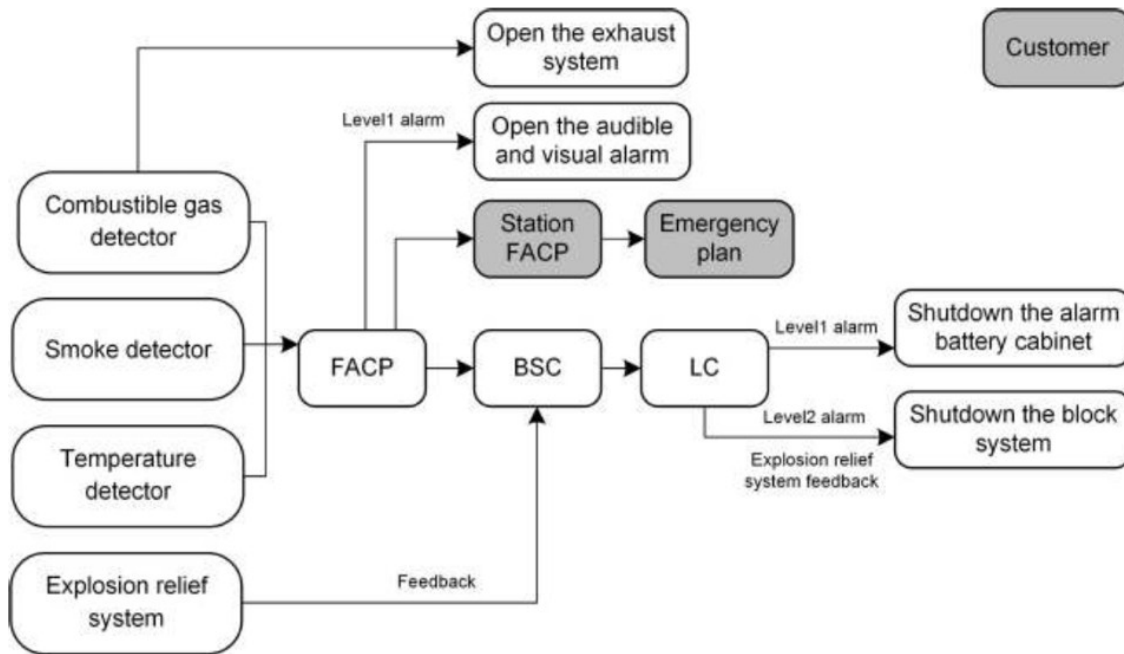 Open the exhaust
system
Customer
Level1 alarm
Open the audible
and visual alarm
Combustible gas
detector
Station
FACP
Emergency
plan
Smoke detector
FACP
BSC
LC
Level1 alarm
Shutdown the alarm
battery cabinet
Level2 alarm
Explosion relief
system feedback
Shutdown the block
system
Temperature
detector
Explosion relief
system
Feedback